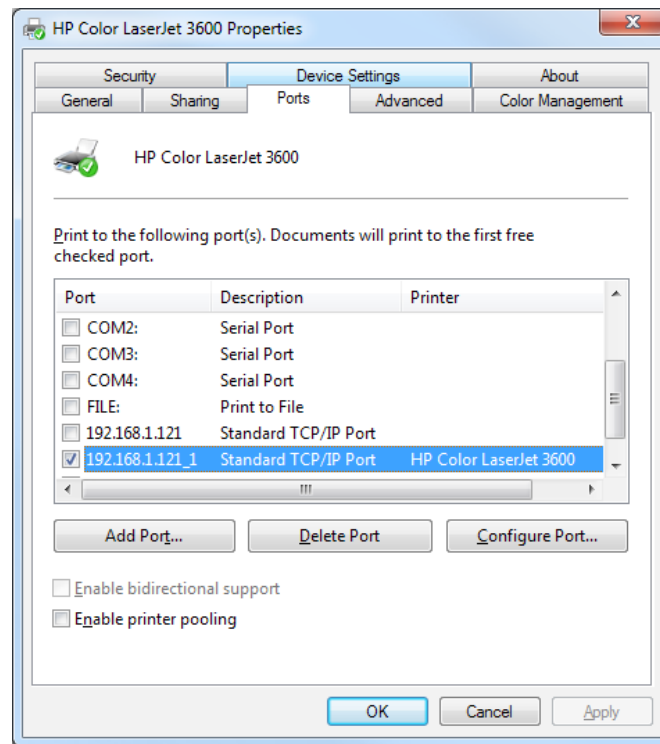 HP Color LaserJet 3600 Properties
Security Device Settings About
General Sharing Ports Advanced Color Management
HP Color LaserJet 3600
Print to the following port(s). Documents will print to the first free
checked port.
Port Description Printer
COM2: Serial Port
COM3: Serial Port
COM4: Serial Port
FILE: Print to File
192.168.1.121 Standard TCP/IP Port
192.168.1.121_1 Standard TCP/IP Port HP Color LaserJet 3600
Add Port... Delete Port Configure Port...
Enable bidirectional support
Enable printer pooling
OK Cancel Apply